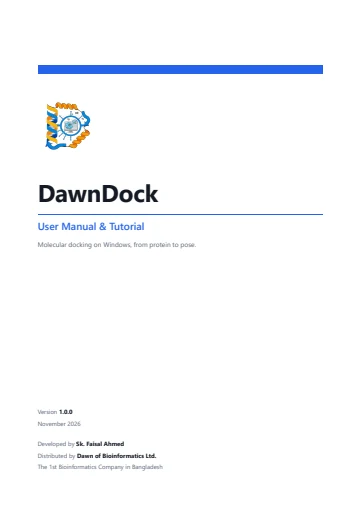 DawnDock
User Manual & Tutorial
Molecular docking on Windows, from protein to pose.
Version 1.0.0
November 2026
Developed by Sk. Faisal Ahmed
Distributed by Dawn of Bioinformatics Ltd.
The 1st Bioinformatics Company in Bangladesh